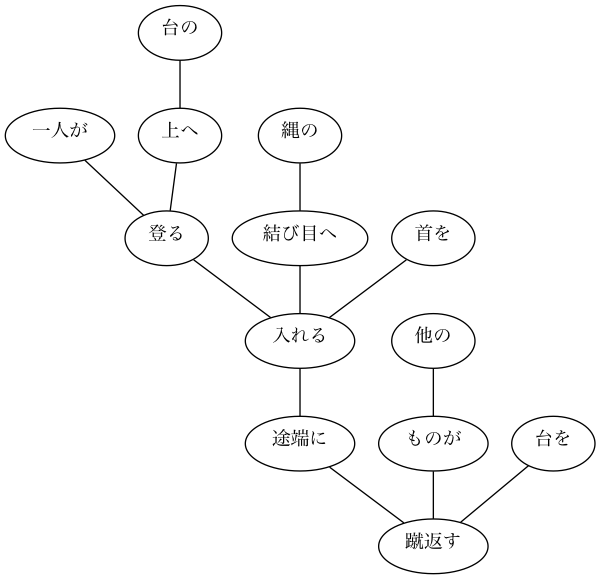 台の
一人が
上へ
縄の
登る
結び目へ
首を
入れる
他の
途端に
ものが
台を
蹴返す